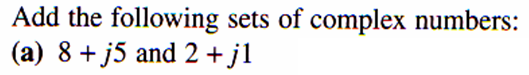 Add the following sets of complex numbers:
(a) 8 + j5 and 2 + j1